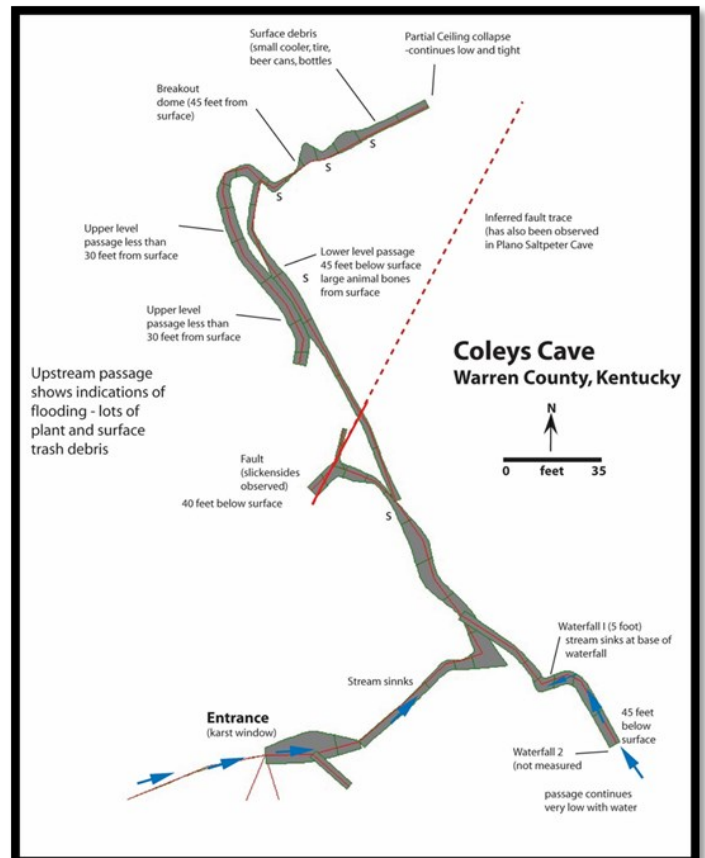 Surface debris
(small cooler, tire,
beer cans, bottles
Partial Ceiling collapse
-continues low and tight
Breakout
dome (45 feet from
surface)
S
S
S
Upper level
passage less than
30 feet from surface
Inferred fault trace
(has also been observed
in Plano Saltpeter Cave
Lower level passage
45 feet below surface
large animal bones
from surface
S
Upper level
passage less than
30 feet from surface
Coleys Cave
Warren County, Kentucky
Upstream passage
shows indications of
flooding - lots of
plant and surface
trash debris
N
0 feet 35
Fault
(slickensides
observed)
40 feet below surface
S
Waterfall I (5 foot)
stream sinks at base of
waterfall
Stream sinnks
Entrance
(karst window)
45 feet
below
surface
Waterfall 2
(not measured
passage continues
very low with water